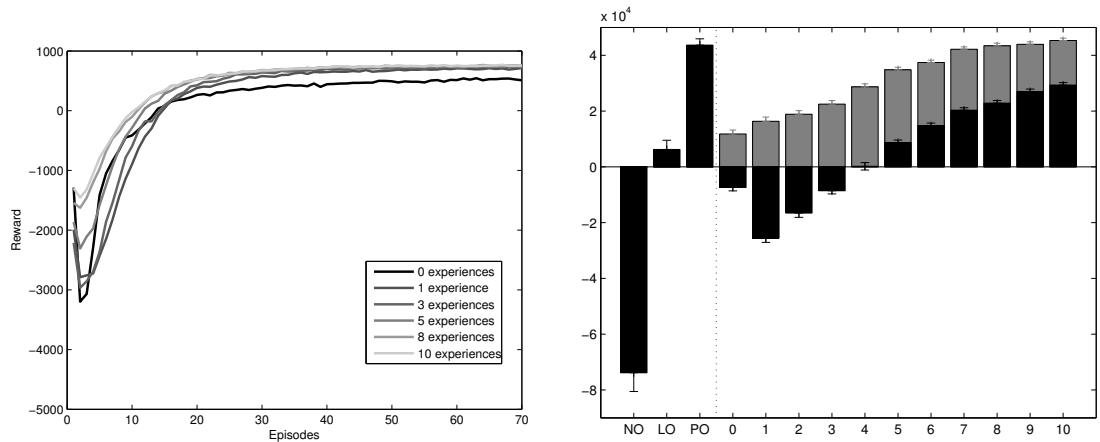 1000
0
−1000
−2000
−3000
−4000
−5000
Reward
0 10 20 30 40 50 60 70
Episodes
0 experiences
1 experience
3 experiences
5 experiences
8 experiences
10 experiences
x 10⁴
4
2
0
−2
−4
−6
−8
NO LO PO 0 1 2 3 4 5 6 7 8 9 10